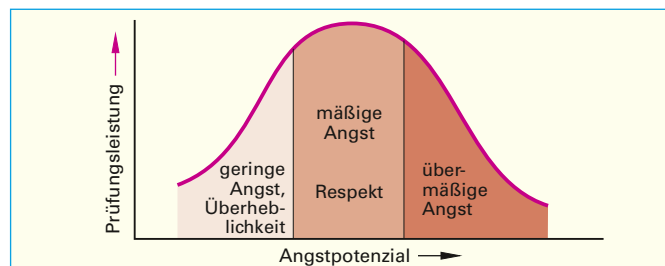 Prüfungsleistung
geringe
Angst,
Überheb-
lichkeit
mäßige
Angst
Respekt
über-
mäßige
Angst
Angstpotenzial